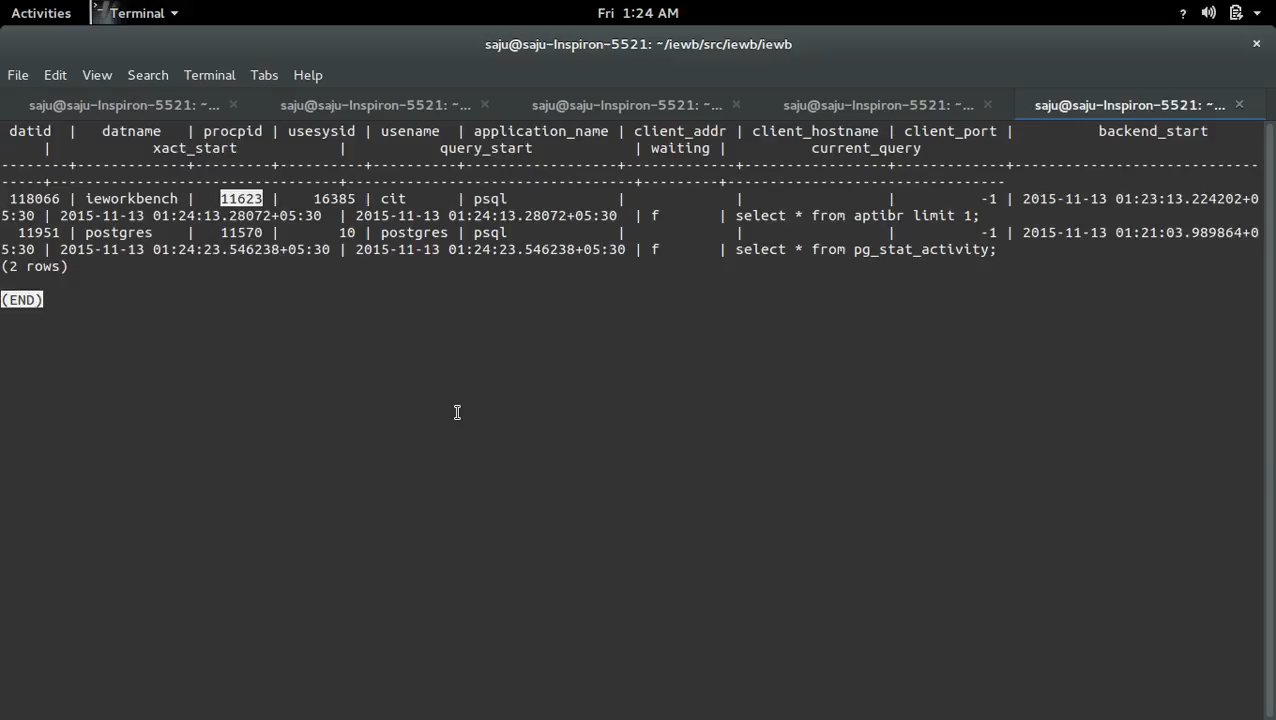 Activities Terminal Fri 1:24 AM ?
saju@saju-Inspiron-5521: ~/iewb/src/iewb/iewb ×
File Edit View Search Terminal Tabs Help
saju@saju-Inspiron-5521: ~... × saju@saju-Inspiron-5521: ~... × saju@saju-Inspiron-5521: ~... × saju@saju-Inspiron-5521: ~... × saju@saju-Inspiron-5521: ~... ×
 datid  |   datname   | procpid | usesysid | usename  | application_name | client_addr | client_hostname | client_port |          backend_start
     |            xact_start            |           query_start            | waiting |          current_query
--------+-------------+---------+----------+----------+------------------+-------------+-----------------+-------------+-----------------------------
-----+----------------------------------+----------------------------------+---------+---------------------------------
 118066 | ieworkbench |   11623 |    16385 | cit      | psql             |             |                 |          -1 | 2015-11-13 01:23:13.224202+0
5:30 | 2015-11-13 01:24:13.28072+05:30  | 2015-11-13 01:24:13.28072+05:30  | f       | select * from aptibr limit 1;
  11951 | postgres    |   11570 |       10 | postgres | psql             |             |                 |          -1 | 2015-11-13 01:21:03.989864+0
5:30 | 2015-11-13 01:24:23.546238+05:30 | 2015-11-13 01:24:23.546238+05:30 | f       | select * from pg_stat_activity;
(2 rows)
(END)